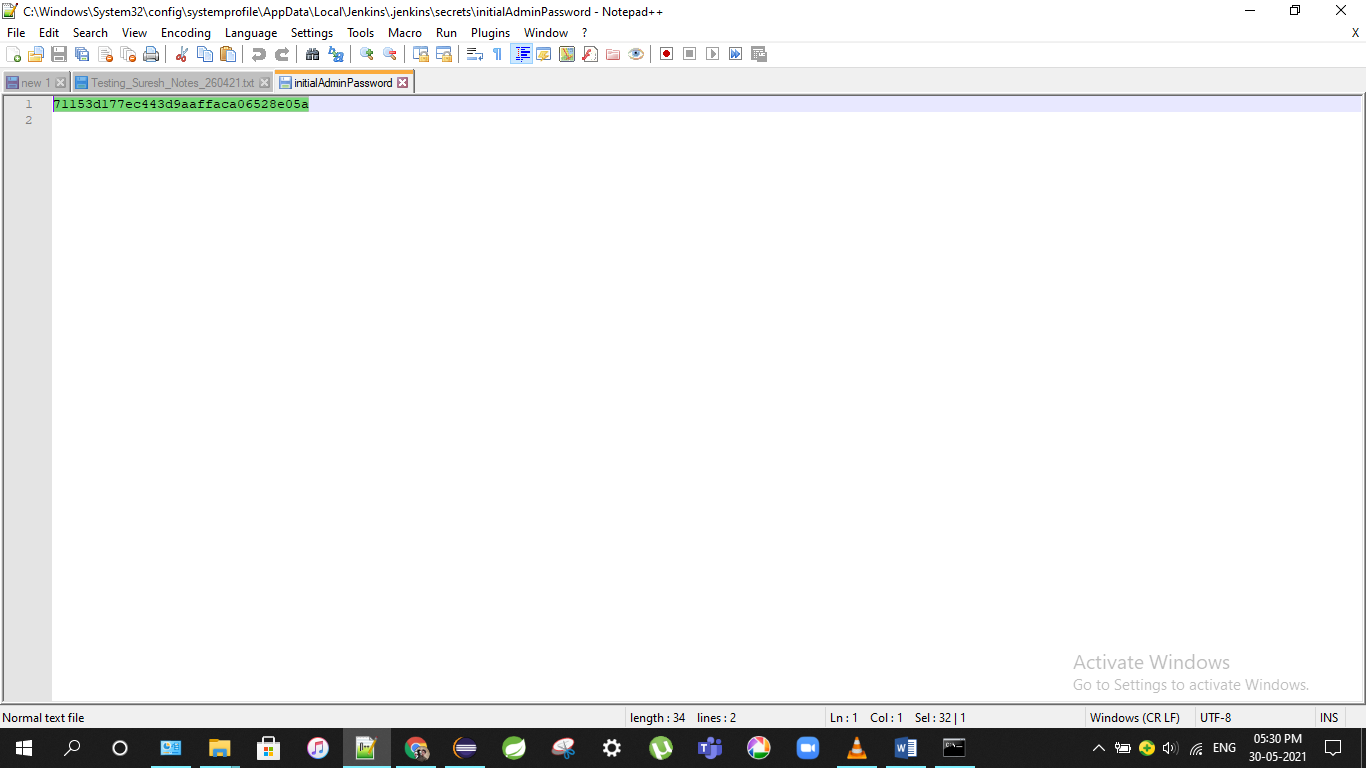 C:\Windows\System32\config\systemprofile\AppData\Local\Jenkins\.jenkins\secrets\initialAdminPassword - Notepad++
File Edit Search View Encoding Language Settings Tools Macro Run Plugins Window ? X
new 1 Testing_Suresh_Notes_260421.txt initialAdminPassword
1 71153d177ec443d9aaffaca06528e05a
2
Activate Windows
Go to Settings to activate Windows.
Normal text file length : 34 lines : 2 Ln : 1 Col : 1 Sel : 32 | 1 Windows (CR LF) UTF-8 INS
ENG
05:30 PM
30-05-2021